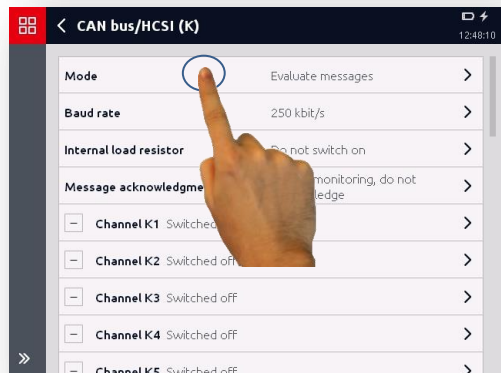 CAN bus/HCSI (K)
12:48:10
Mode Evaluate messages
Baud rate 250 kbit/s
Internal load resistor Do not switch on
Message acknowledgme monitoring, do not
ledge
Channel K1 Switched
Channel K2 Switched off
Channel K3 Switched off
Channel K4 Switched off
Channel K5 Switched off